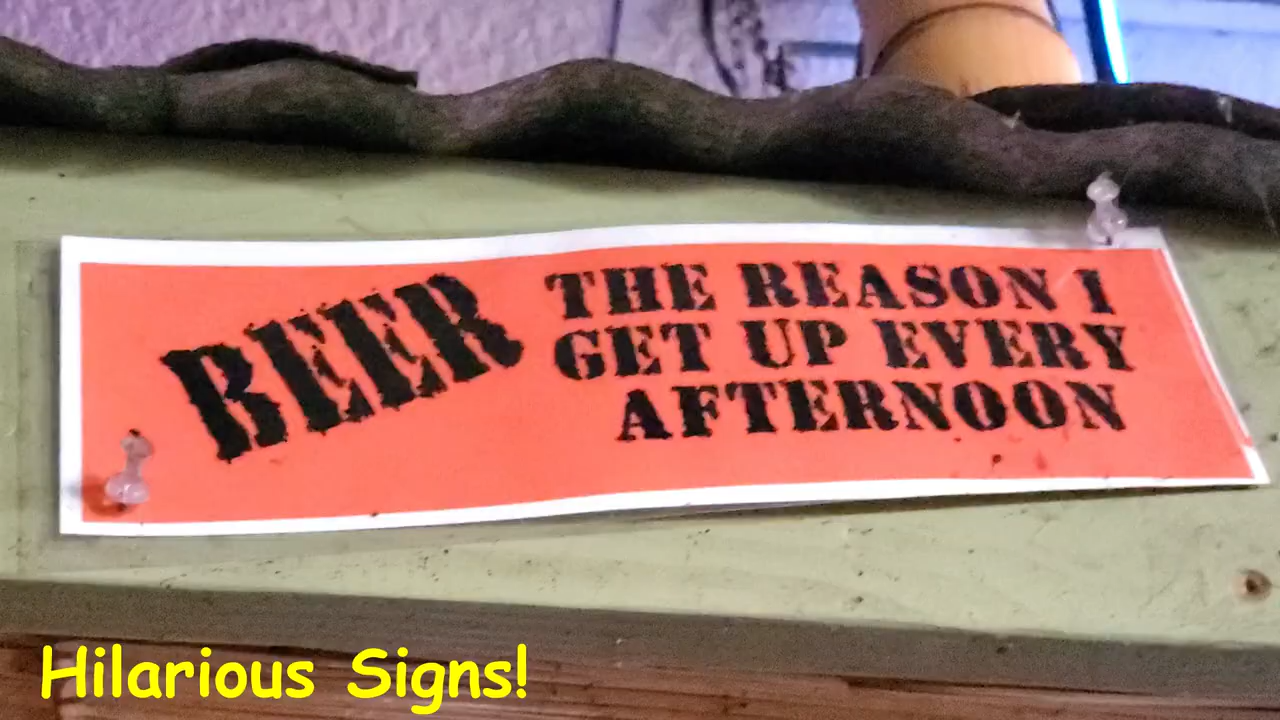 BEER
THE REASON I
GET UP EVERY
AFTERNOON
Hilarious Signs!